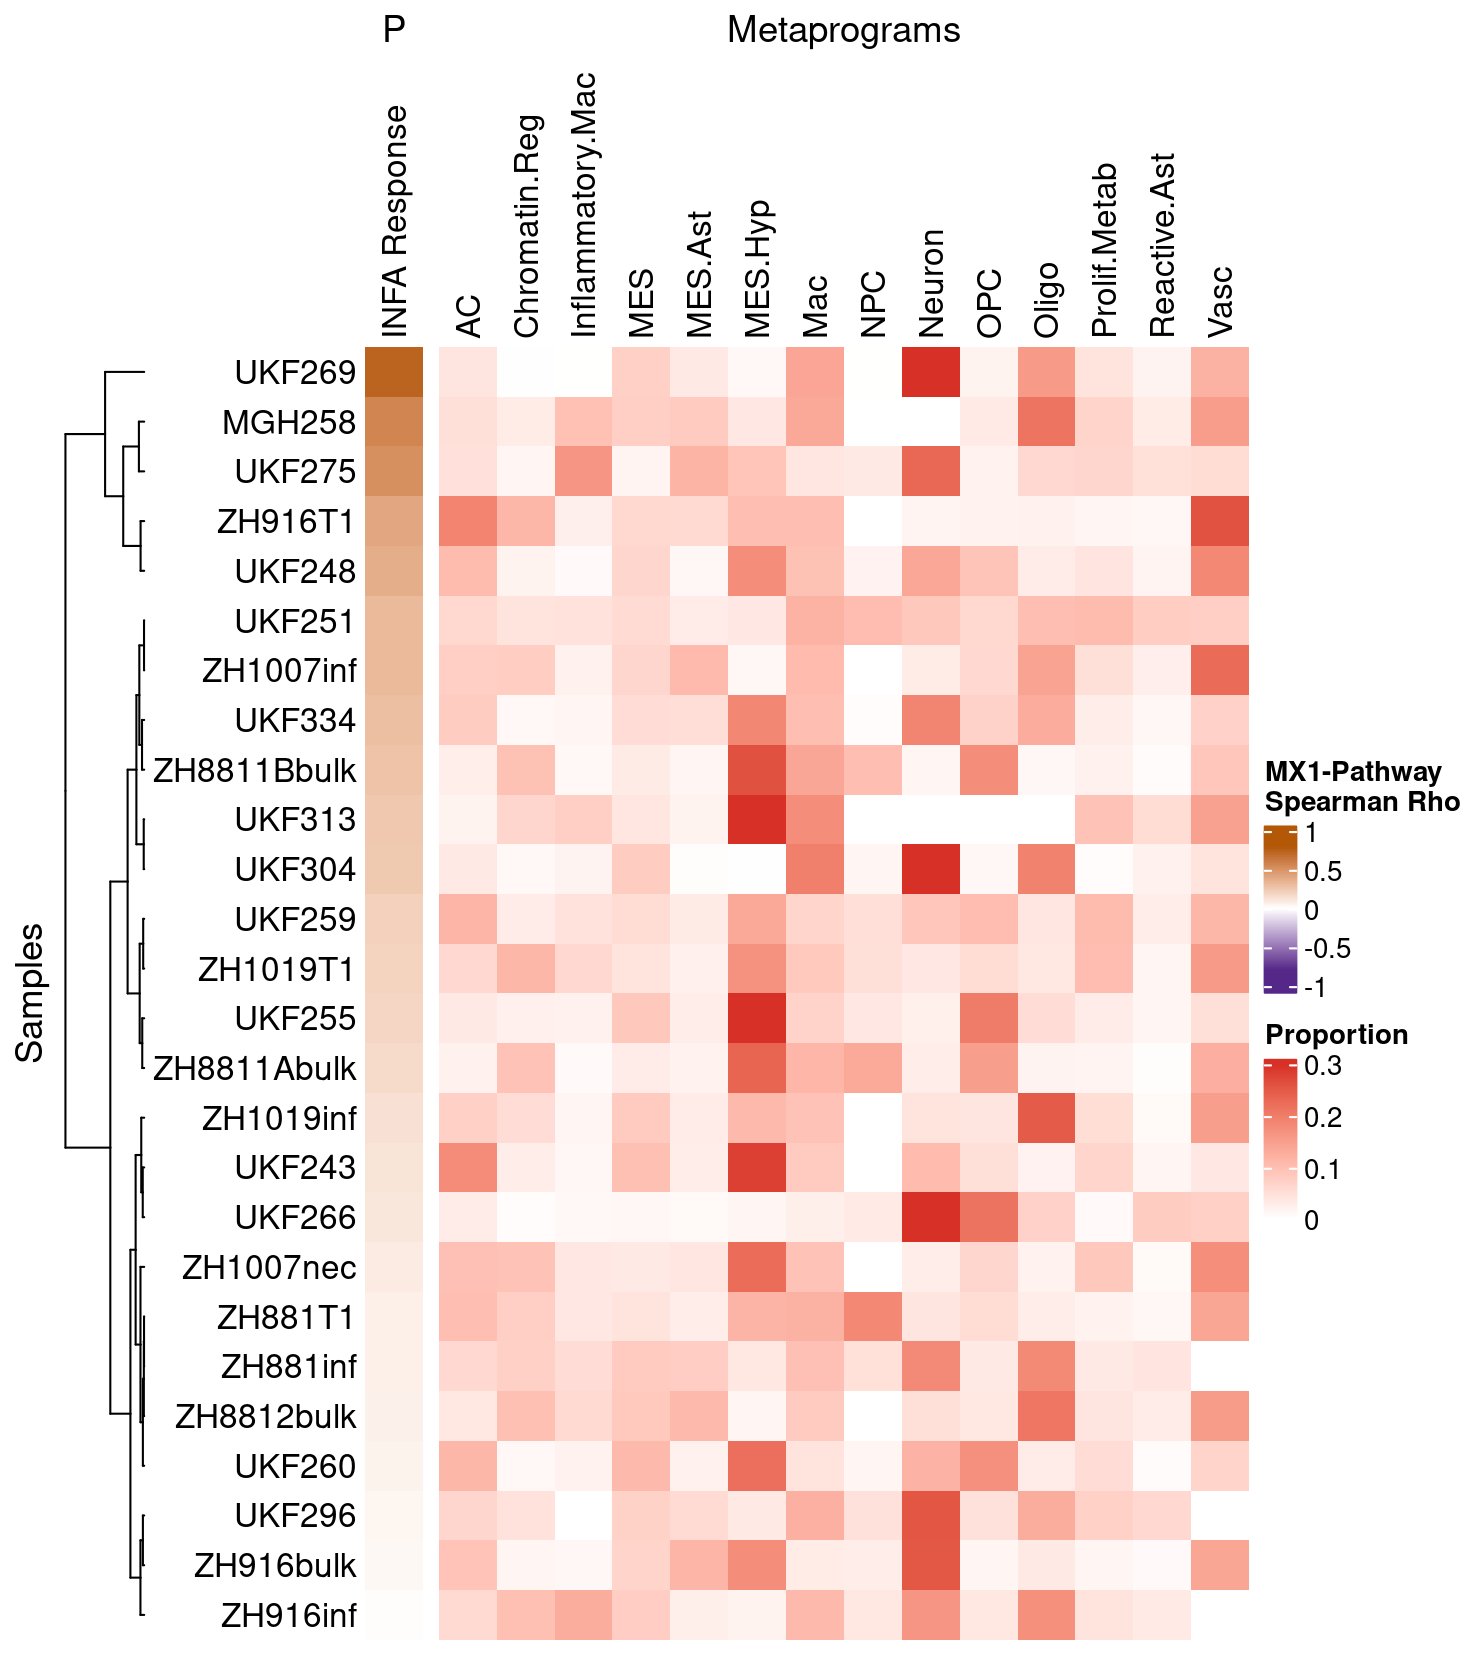 P
Metaprograms
INFA Response
AC
Chromatin.Reg
Inflammatory.Mac
MES
MES.Ast
MES.Hyp
Mac
NPC
Neuron
OPC
Oligo
Prolif.Metab
Reactive.Ast
Vasc
Samples
UKF269
MGH258
UKF275
ZH916T1
UKF248
UKF251
ZH1007inf
UKF334
ZH8811Bbulk
UKF313
UKF304
UKF259
ZH1019T1
UKF255
ZH8811Abulk
ZH1019inf
UKF243
UKF266
ZH1007nec
ZH881T1
ZH881inf
ZH8812bulk
UKF260
UKF296
ZH916bulk
ZH916inf
MX1-Pathway
Spearman Rho
1
0.5
0
-0.5
-1
Proportion
0.3
0.2
0.1
0